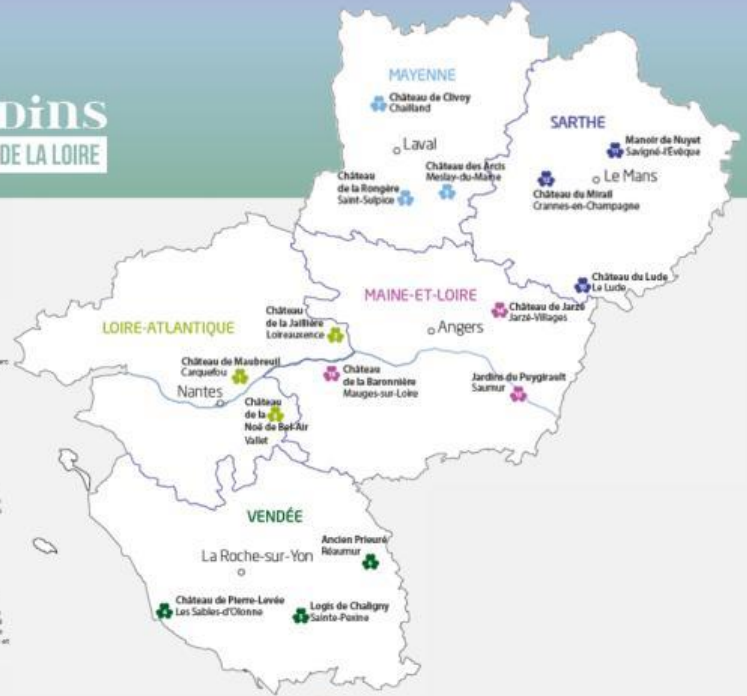 DE LA LOIRE
MAYENNE
Château de Clivoy
Chailland
Laval
Château des Arcis
Meslay-du-Maine
Château
de la Rongère
Saint-Sulpice
SARTHE
Manoir de Nuyet
Savigné-l'Évêque
Le Mans
Château du Mirail
Crannes-en-Champagne
Château du Lude
Le Lude
MAINE-ET-LOIRE
Château de Jarzé
Jarzé-Villages
Angers
Château
de la Baronnière
Mauges-sur-Loire
Jardins du Puygirault
Saumur
LOIRE-ATLANTIQUE
Château
de la Jaillière
Loireauxence
Château de Maubreuil
Carquefou
Nantes
Château
de la
Noë de Bel-Air
Vallet
VENDÉE
La Roche-sur-Yon
Ancien Prieuré
Réaumur
Château de Pierre-Levée
Les Sables-d'Olonne
Logis de Chaligny
Sainte-Pexine